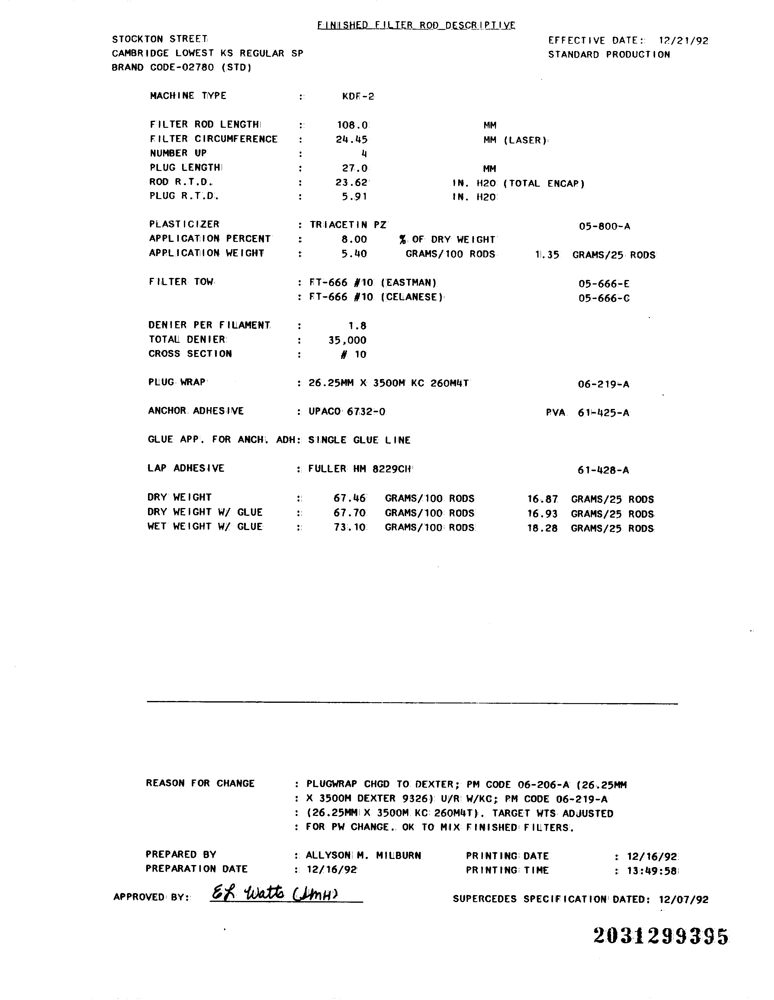 FINISHED FILTER ROD DESCRIPTIVE
STOCKTON STREET EFFECTIVE DATE: 12/21/92
CAMBRIDGE LOWEST KS REGULAR SP STANDARD PRODUCTION
BRAND CODE-02780 (STD)
MACHINE TYPE : KDF-2
FILTER ROD LENGTH : 108.0 MM
FILTER CIRCUMFERENCE : 24.45 MM (LASER)
NUMBER UP : 4
PLUG LENGTH : 27.0 MM
ROD R.T.D. : 23.62 IN. H2O (TOTAL ENCAP)
PLUG R.T.D. : 5.91 IN. H2O
PLASTICIZER : TRIACETIN PZ 05-800-A
APPLICATION PERCENT : 8.00 % OF DRY WEIGHT
APPLICATION WEIGHT : 5.40 GRAMS/100 RODS 1.35 GRAMS/25 RODS
FILTER TOW : FT-666 #10 (EASTMAN) 05-666-E
: FT-666 #10 (CELANESE) 05-666-C
DENIER PER FILAMENT : 1.8
TOTAL DENIER : 35,000
CROSS SECTION : # 10
PLUG WRAP : 26.25MM X 3500M KC 260M4T 06-219-A
ANCHOR ADHESIVE : UPACO 6732-0 PVA 61-425-A
GLUE APP. FOR ANCH. ADH: SINGLE GLUE LINE
LAP ADHESIVE : FULLER HM 8229CH 61-428-A
DRY WEIGHT : 67.46 GRAMS/100 RODS 16.87 GRAMS/25 RODS
DRY WEIGHT W/ GLUE : 67.70 GRAMS/100 RODS 16.93 GRAMS/25 RODS
WET WEIGHT W/ GLUE : 73.10 GRAMS/100 RODS 18.28 GRAMS/25 RODS
REASON FOR CHANGE : PLUGWRAP CHGD TO DEXTER; PM CODE 06-206-A (26.25MM
: X 3500M DEXTER 9326) U/R W/KC; PM CODE 06-219-A
: (26.25MM X 3500M KC 260M4T). TARGET WTS ADJUSTED
: FOR PW CHANGE. OK TO MIX FINISHED FILTERS.
PREPARED BY : ALLYSON M. MILBURN PRINTING DATE : 12/16/92
PREPARATION DATE : 12/16/92 PRINTING TIME : 13:49:58
APPROVED BY: EL Watts (JMH) SUPERCEDES SPECIFICATION DATED: 12/07/92
2031299395